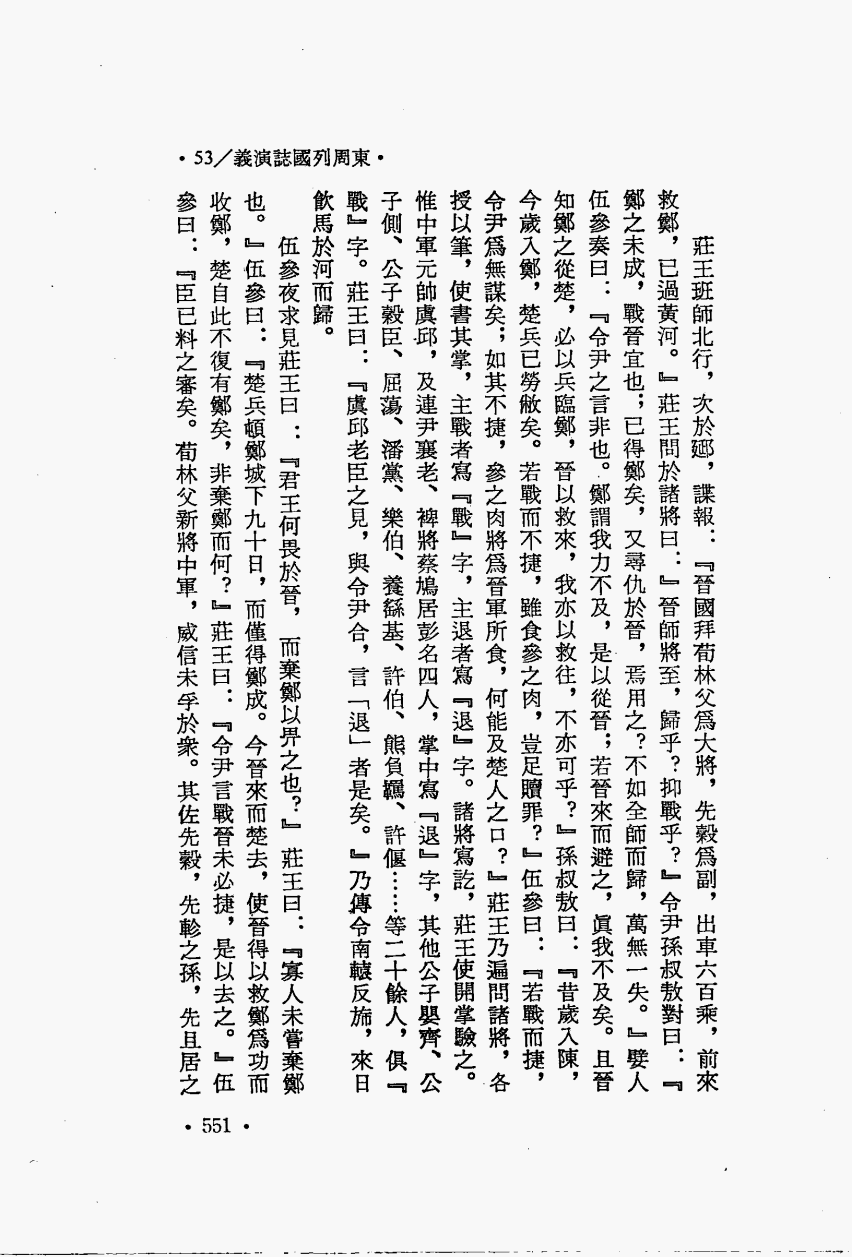 •東周列國誌演義／53•
莊王班師北行，次於郔，諜報：『晉國拜荀林父爲大將，先縠爲副，出車六百乘，前來
救鄭，已過黃河。』莊王問於諸將曰：』晉師將至，歸乎？抑戰乎？』令尹孫叔敖對曰：『
鄭之未成，戰晉宜也；已得鄭矣，又尋仇於晉，焉用之？不如全師而歸，萬無一失。』嬖人
伍參奏曰：『令尹之言非也。鄭謂我力不及，是以從晉；若晉來而避之，眞我不及矣。且晉
知鄭之從楚，必以兵臨鄭，晉以救來，我亦以救往，不亦可乎？』孫叔敖曰：『昔歲入陳，
今歲入鄭，楚兵已勞敝矣。若戰而不捷，雖食參之肉，豈足贖罪？』伍參曰：『若戰而捷，
令尹爲無謀矣；如其不捷，參之肉將爲晉軍所食，何能及楚人之口？』莊王乃遍問諸將，各
授以筆，使書其掌，主戰者寫『戰』字，主退者寫『退』字。諸將寫訖，莊王使開掌驗之。
惟中軍元帥虞邱，及連尹襄老、裨將蔡鳩居彭名四人，掌中寫『退』字，其他公子嬰齊、公
子側、公子縠臣、屈蕩、潘黨、樂伯、養繇基、許伯、熊負羈、許偃……等二十餘人，俱『
戰』字。莊王曰：『虞邱老臣之見，與令尹合，言「退」者是矣。』乃傳令南轅反旆，來日
飲馬於河而歸。
伍參夜求見莊王曰：『君王何畏於晉，而棄鄭以畀之也？』莊王曰：『寡人未嘗棄鄭
也。』伍參曰：『楚兵頓鄭城下九十日，而僅得鄭成。今晉來而楚去，使晉得以救鄭爲功而
收鄭，楚自此不復有鄭矣，非棄鄭而何？』莊王曰：『令尹言戰晉未必捷，是以去之。』伍
參曰：『臣已料之審矣。荀林父新將中軍，威信未孚於衆。其佐先縠，先軫之孫，先且居之
•551•